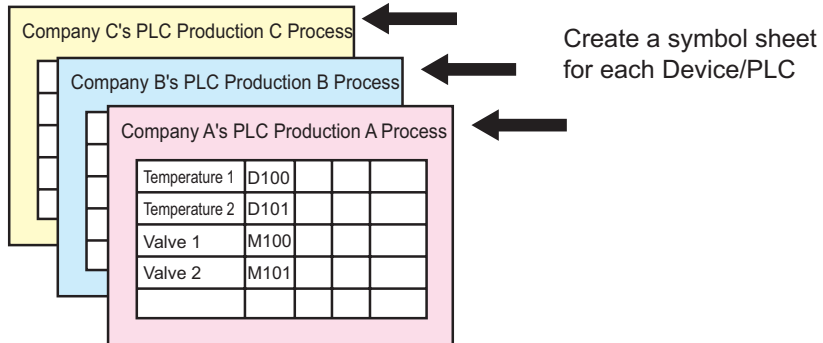 Company C's PLC Production C Process
Create a symbol sheet
for each Device/PLC
Company B's PLC Production B Process
Company A's PLC Production A Process
Temperature 1 D100
Temperature 2 D101
Valve 1 M100
Valve 2 M101